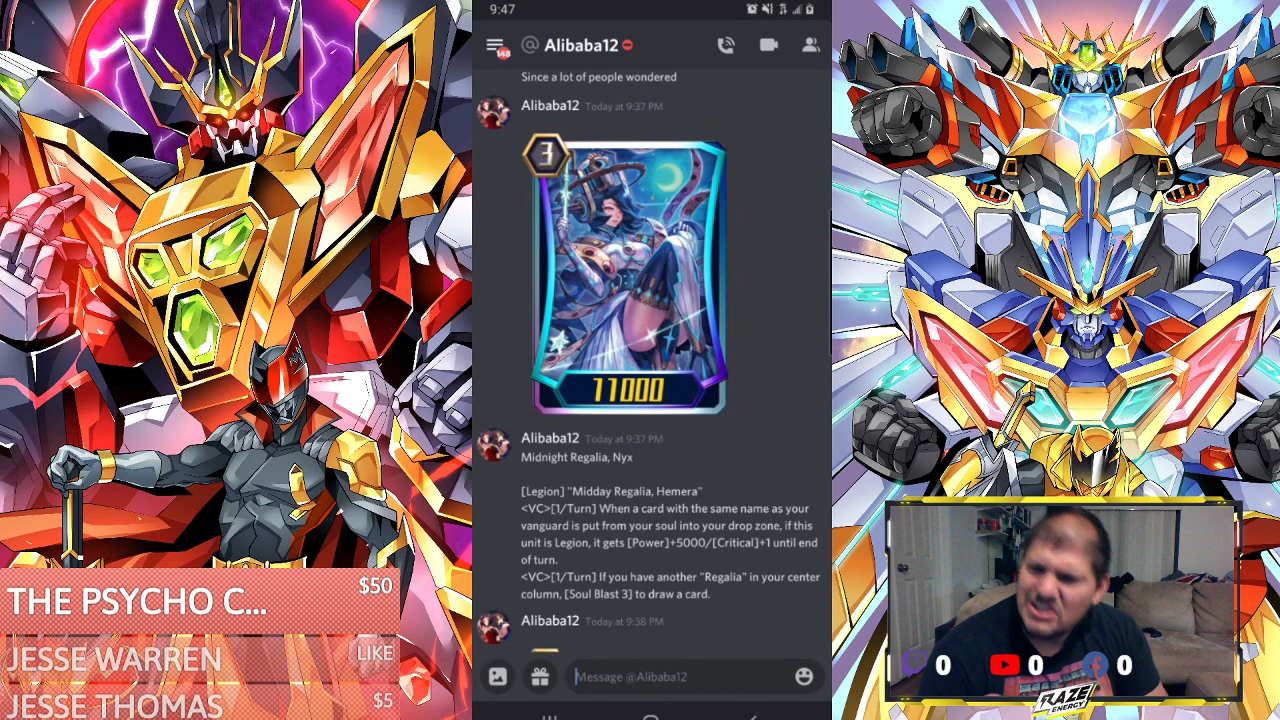 9:47
148
@ Alibaba12
Since a lot of people wondered
Alibaba12 Today at 9:37 PM
3
11000
Alibaba12 Today at 9:37 PM
Midnight Regalia, Nyx
[Legion] "Midday Regalia, Hemera"
<VC>[1/Turn] When a card with the same name as your
vanguard is put from your soul into your drop zone, if this
unit is Legion, it gets [Power]+5000/[Critical]+1 until end
of turn.
<VC>[1/Turn] If you have another "Regalia" in your center
column, [Soul Blast 3] to draw a card.
Alibaba12 Today at 9:38 PM
Message @Alibaba12
THE PSYCHO C... $50
JESSE WARREN LIKE
JESSE THOMAS $5
0 0 0
RAZE
ENERGY